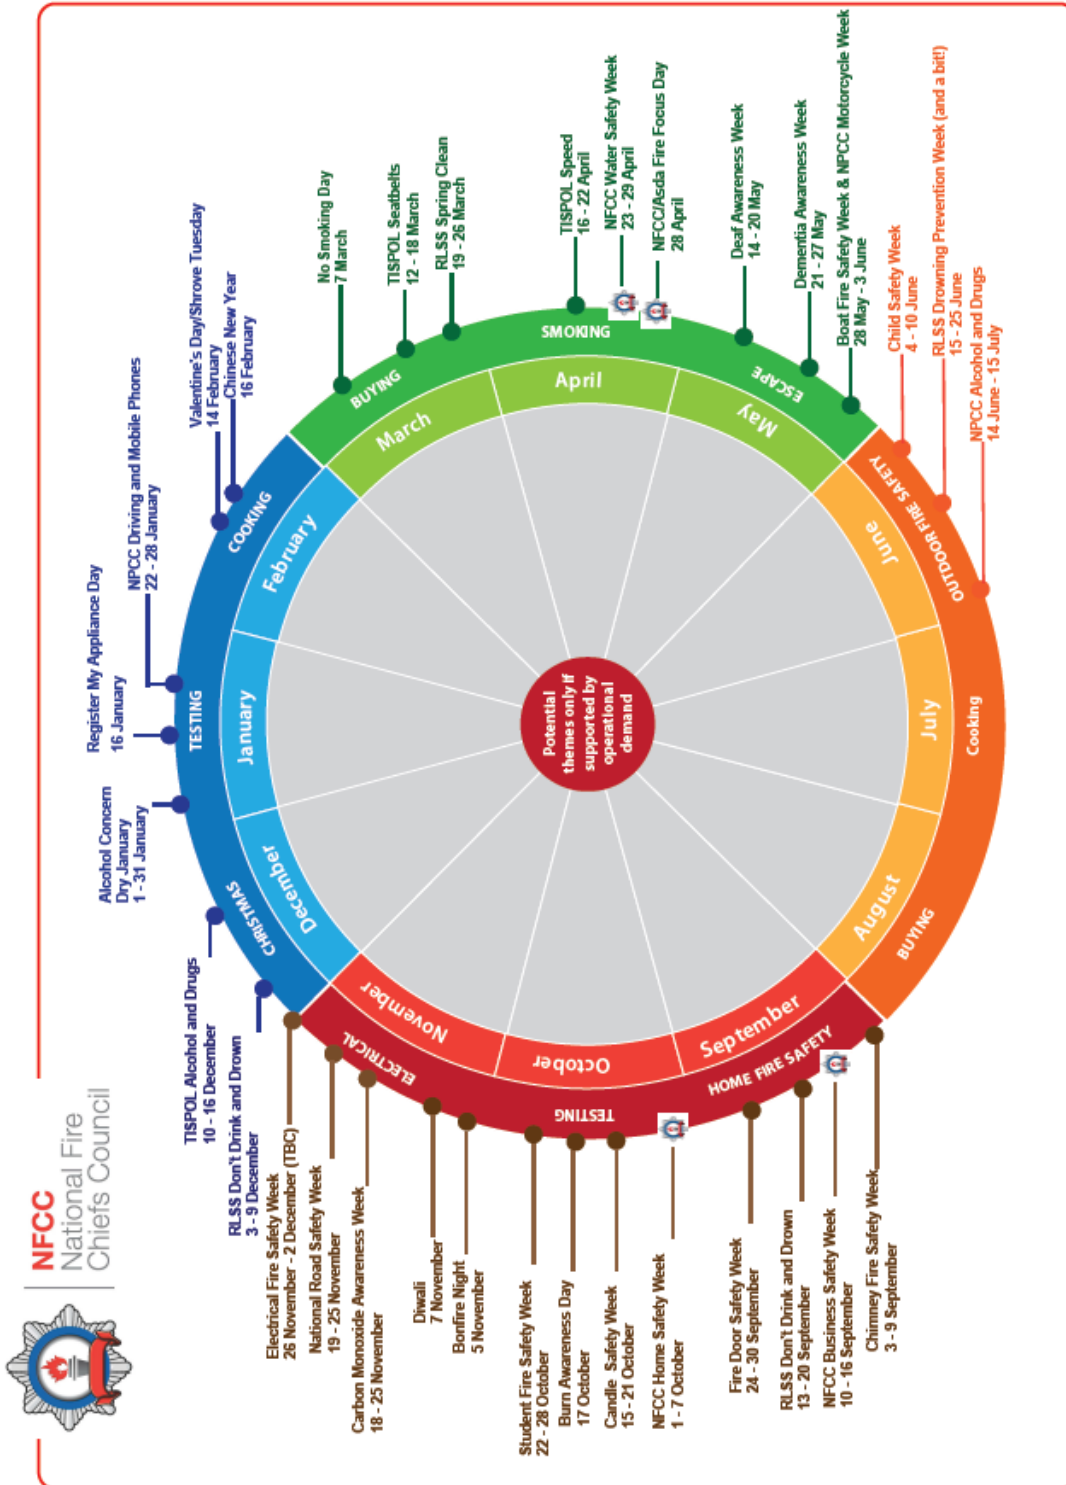 NFCC
National Fire
Chiefs Council
Alcohol Concern
Dry January
1 - 31 January
Register My Appliance Day
16 January
NPCC Driving and Mobile Phones
22 - 28 January
Valentine's Day/Shrove Tuesday
14 February
Chinese New Year
16 February
No Smoking Day
7 March
TISPOL Seatbelts
12 - 18 March
RLSS Spring Clean
19 - 26 March
TISPOL Speed
16 - 22 April
NFCC Water Safety Week
23 - 29 April
NFCC/Asda Fire Focus Day
28 April
Deaf Awareness Week
14 - 20 May
Dementia Awareness Week
21 - 27 May
Boat Fire Safety Week & NPCC Motorcycle Week
28 May - 3 June
Child Safety Week
4 - 10 June
RLSS Drowning Prevention Week (and a bit!)
15 - 25 June
NPCC Alcohol and Drugs
14 June - 15 July
Chimney Fire Safety Week
3 - 9 September
NFCC Business Safety Week
10 - 16 September
RLSS Don't Drink and Drown
13 - 20 September
Fire Door Safety Week
24 - 30 September
NFCC Home Safety Week
1 - 7 October
Candle Safety Week
15 - 21 October
Burn Awareness Day
17 October
Student Fire Safety Week
22 - 28 October
Bonfire Night
5 November
Diwali
7 November
Carbon Monoxide Awareness Week
18 - 25 November
National Road Safety Week
19 - 25 November
Electrical Fire Safety Week
26 November - 2 December (TBC)
RLSS Don't Drink and Drown
3 - 9 December
TISPOL Alcohol and Drugs
10 - 16 December
TESTING
COOKING
BUYING
SMOKING
ESCAPE
OUTDOOR FIRE SAFETY
Cooking
BUYING
HOME FIRE SAFETY
TESTING
ELECTRICAL
CHRISTMAS
January
February
March
April
May
June
July
August
September
October
November
December
Potential
themes only if
supported by
operational
demand